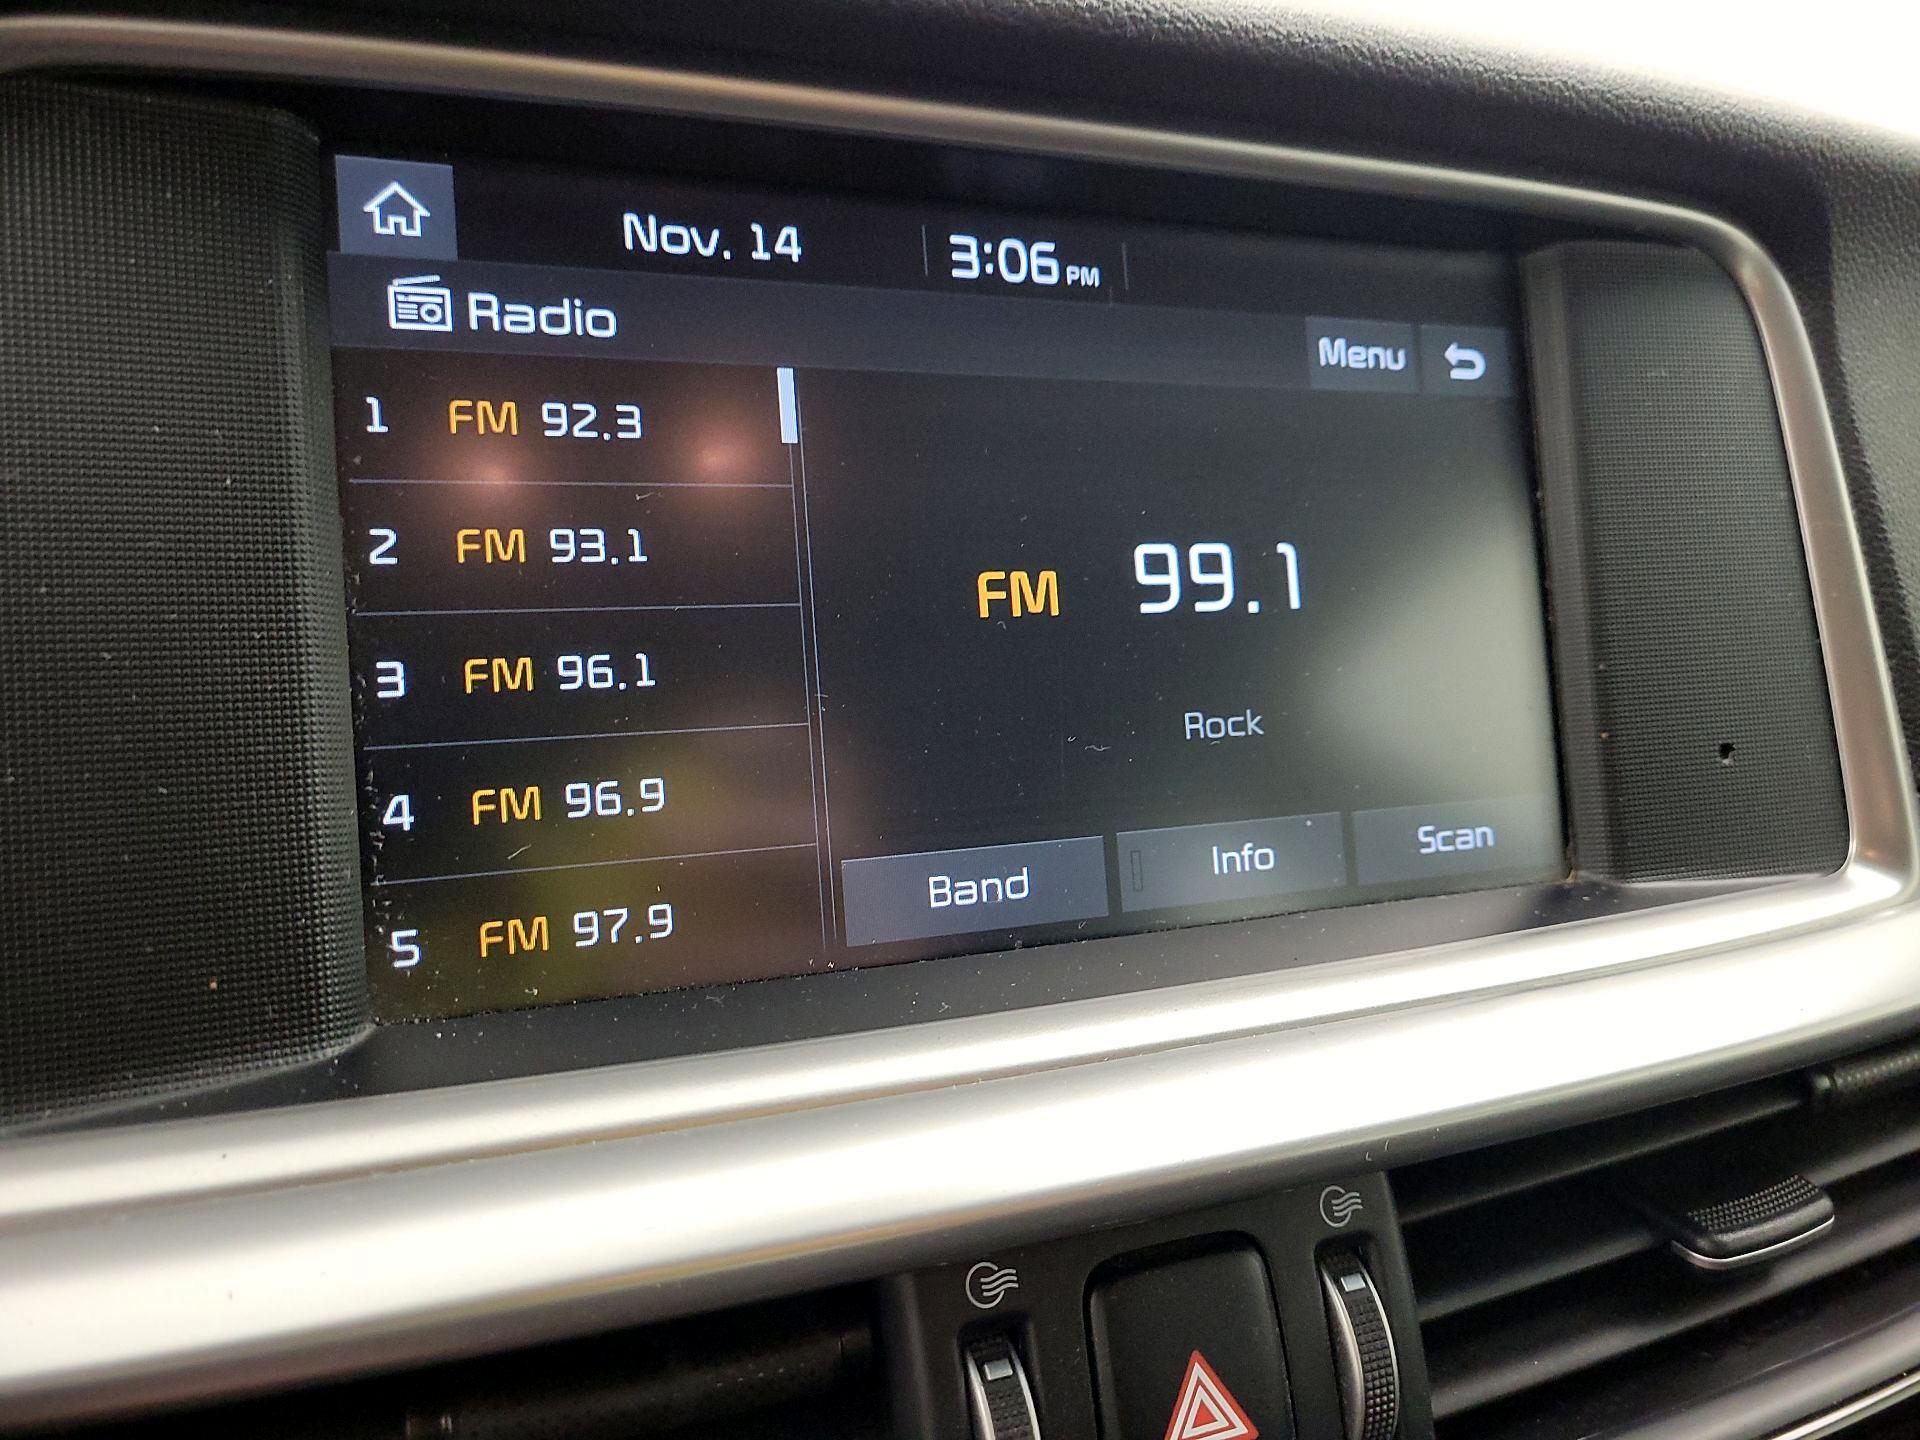 Nov. 14
3:06 PM
Radio
Menu
1 FM 92.3
2 FM 93.1
3 FM 96.1
4 FM 96.9
5 FM 97.9
FM 99.1
Rock
Band
Info
Scan